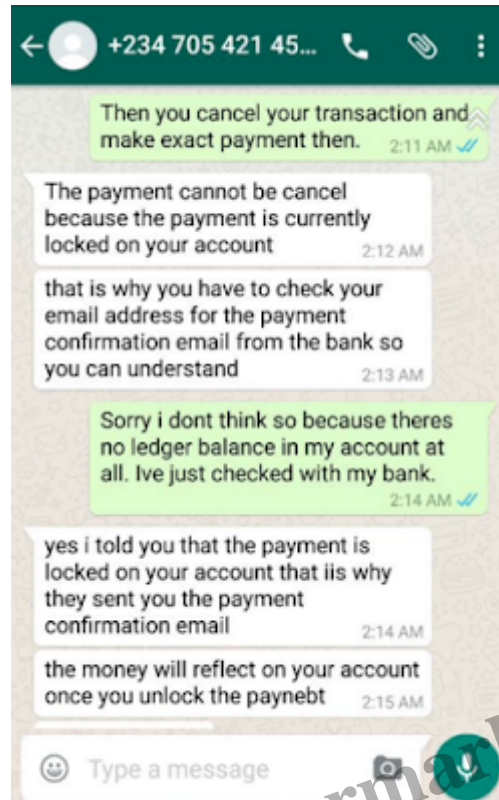 +234 705 421 45...
Then you cancel your transaction and
make exact payment then.
2:11 AM
The payment cannot be cancel
because the payment is currently
locked on your account
2:12 AM
that is why you have to check your
email address for the payment
confirmation email from the bank so
you can understand
2:13 AM
Sorry i dont think so because theres
no ledger balance in my account at
all. Ive just checked with my bank.
2:14 AM
yes i told you that the payment is
locked on your account that iis why
they sent you the payment
confirmation email
2:14 AM
the money will reflect on your account
once you unlock the paynebt
2:15 AM
Type a message